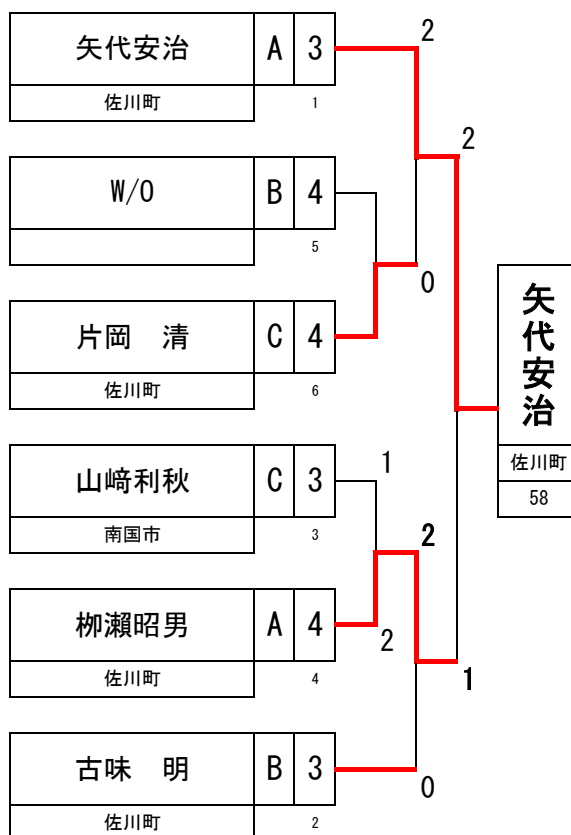 矢代安治 A 3
佐川町 1
W/O B 4
5
片岡　清 C 4
佐川町 6
山﨑利秋 C 3
南国市 3
栁瀬昭男 A 4
佐川町 4
古味　明 B 3
佐川町 2
2
0
1
2
2
0
2
1
矢代安治
佐川町
58